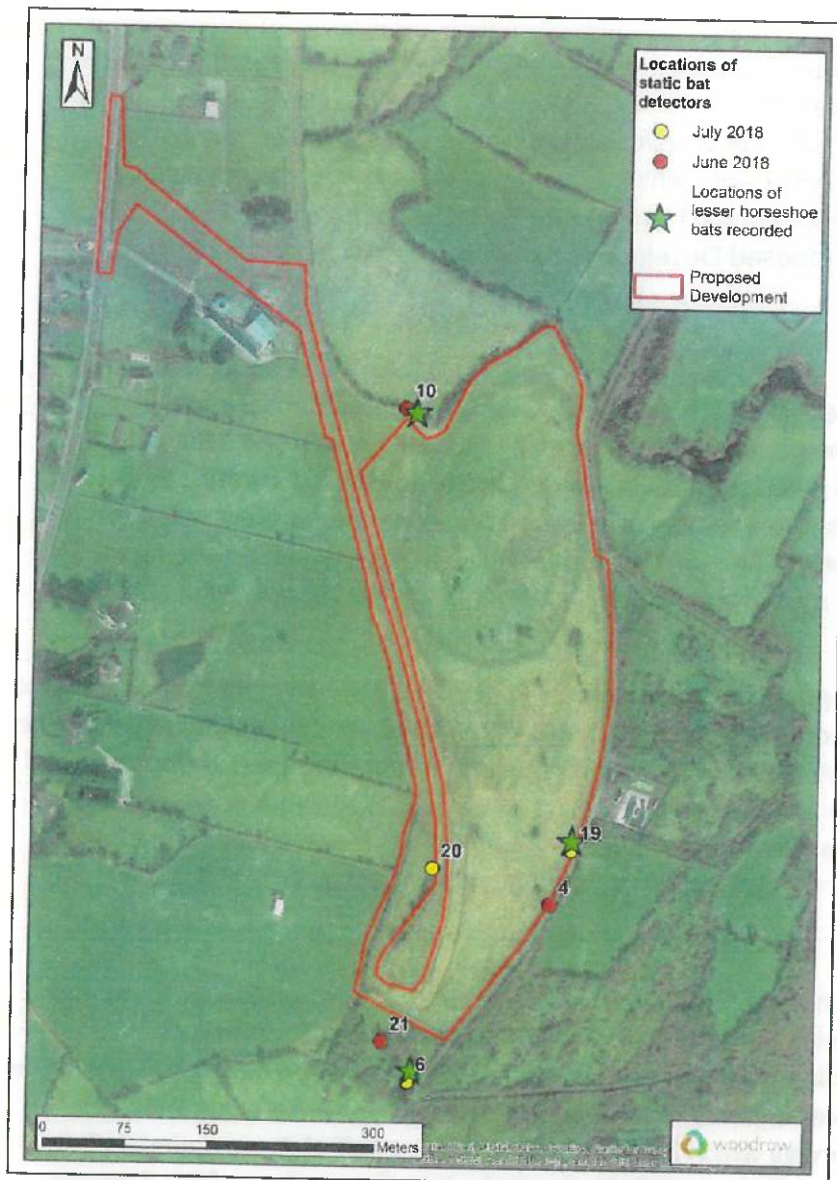 N
Locations of
static bat
detectors
July 2018
June 2018
Locations of
lesser horseshoe
bats recorded
Proposed
Development
10
19
20
4
21
6
0 75 150 300
Meters
woodrow